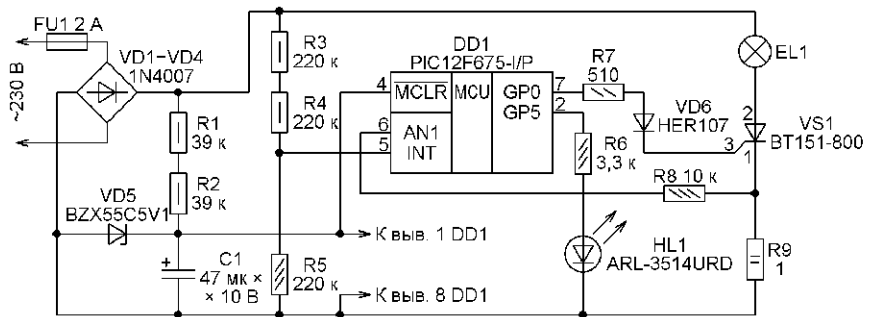 FU1 2 А
~230 В
VD1-VD4
1N4007
R1
39 к
R2
39 к
VD5
BZX55C5V1
C1
47 мк ×
× 10 В
R3
220 к
R4
220 к
R5
220 к
К выв. 1 DD1
К выв. 8 DD1
DD1
PIC12F675-I/P
4
MCLR
MCU
GP0
GP5
6
5
AN1
INT
7
2
R7
510
R6
3,3 к
VD6
HER107
R8 10 к
HL1
ARL-3514URD
EL1
2
3
1
VS1
BT151-800
R9
1